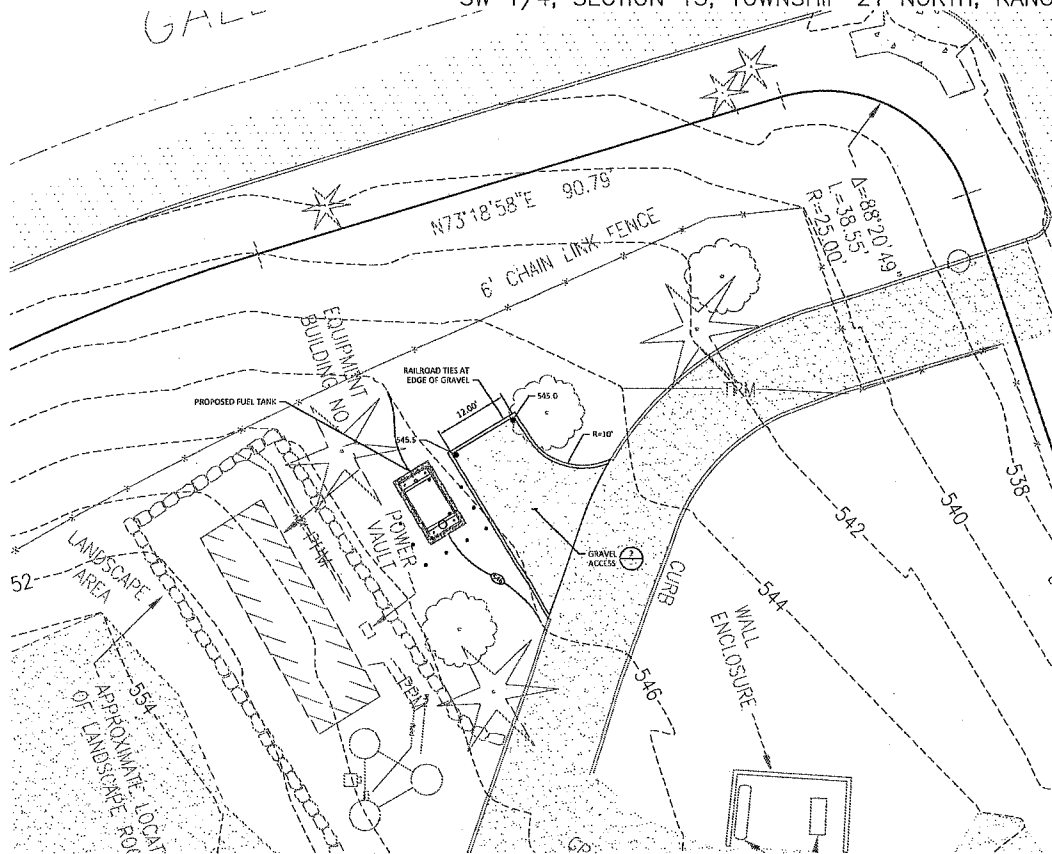 SW 1/4, SECTION 15, TOWNSHIP 27 NORTH,
N73°18'58"E 90.79'
6' CHAIN LINK FENCE
Δ=88°20'49"
L=38.55'
R=25.00'
EQUIPMENT
BUILDING NO
RAILROAD TIES AT
EDGE OF GRAVEL
PROPOSED FUEL TANK
12.00'
545.0
545.5
R=10'
TRM
POWER
VAULT
GRAVEL
ACCESS
2
LANDSCAPE
AREA
CURB
WALL
ENCLOSURE
538
540
542
544
546
52
554
APPROXIMATE
OF LANDSCAPE